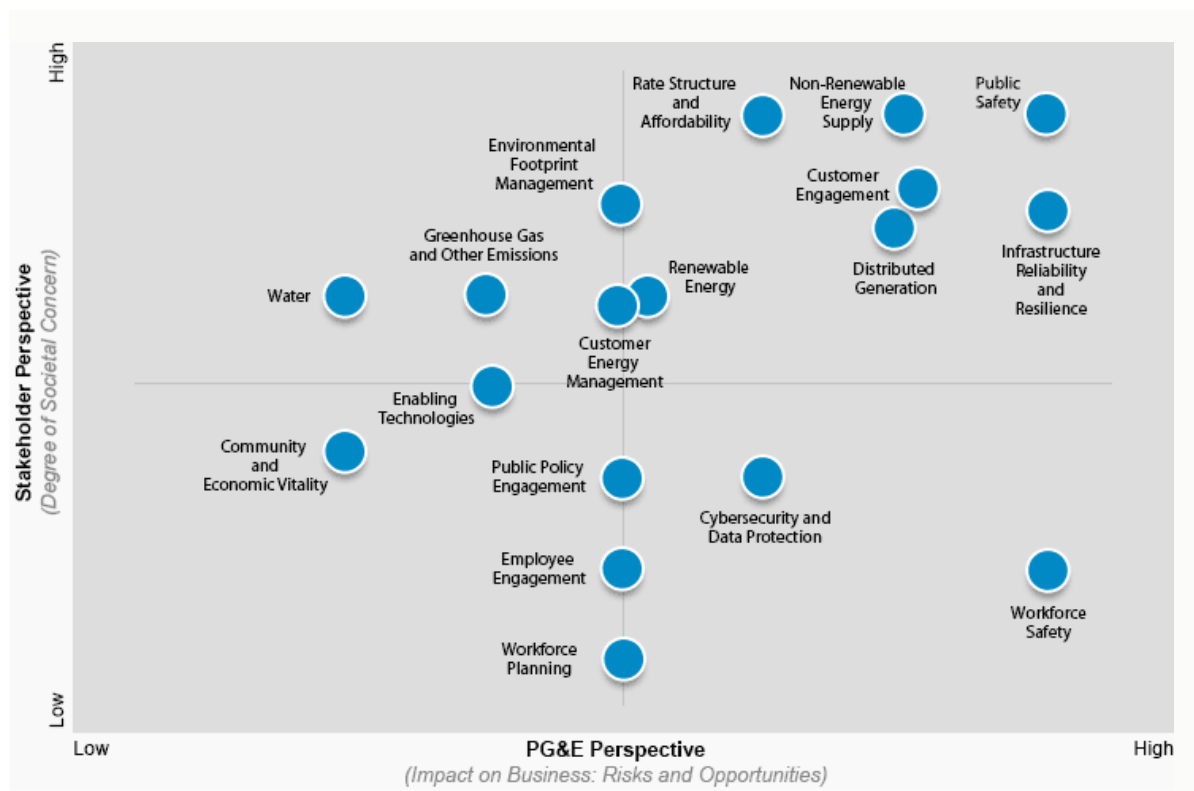 High
Rate Structure
and
Affordability
Non-Renewable
Energy
Supply
Public
Safety
Environmental
Footprint
Management
Customer
Engagement
Greenhouse Gas
and Other Emissions
Infrastructure
Reliability
and
Resilience
Distributed
Generation
Renewable
Energy
Water
Customer
Energy
Management
Enabling
Technologies
Stakeholder Perspective
(Degree of Societal Concern)
Community
and
Economic Vitality
Public Policy
Engagement
Cybersecurity and
Data Protection
Employee
Engagement
Workforce
Safety
Workforce
Planning
Low
Low
PG&E Perspective
High
(Impact on Business: Risks and Opportunities)